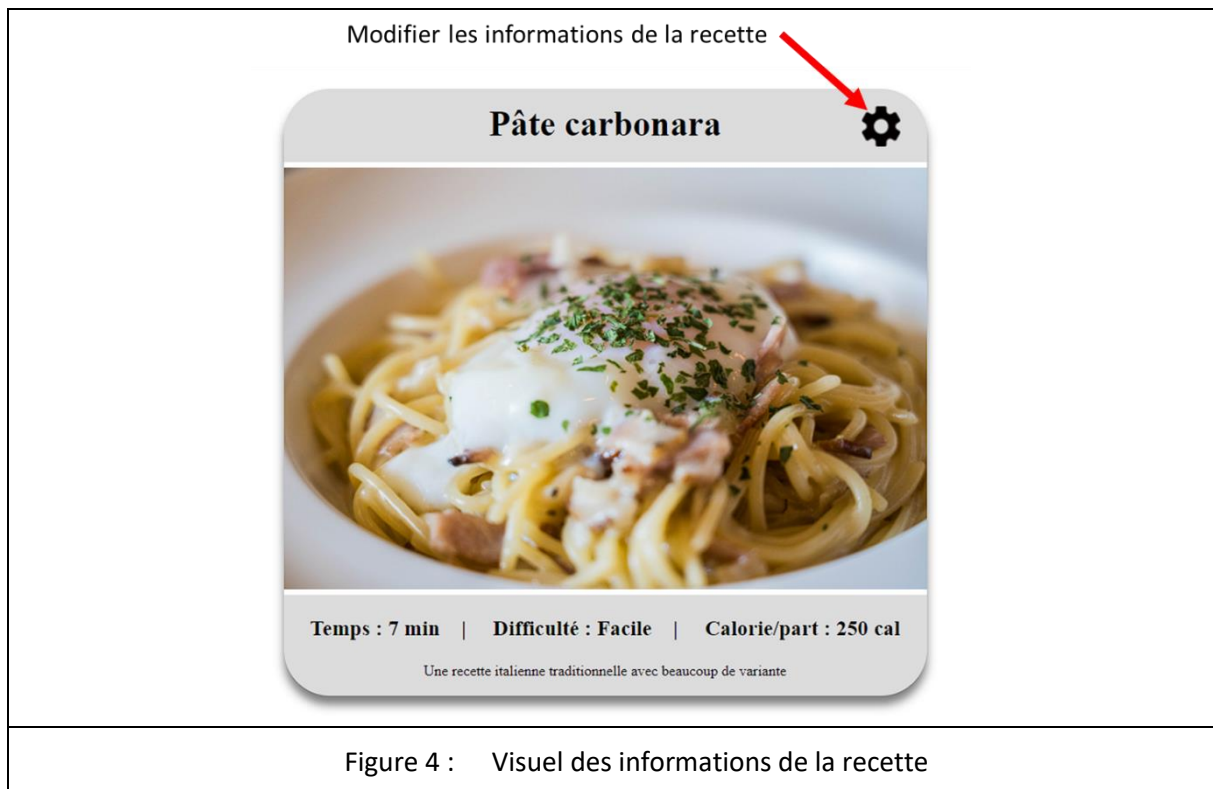 Modifier les informations de la recette
Pâte carbonara
Temps : 7 min | Difficulté : Facile | Calorie/part : 250 cal
Une recette italienne traditionnelle avec beaucoup de variante
Figure 4 : Visuel des informations de la recette